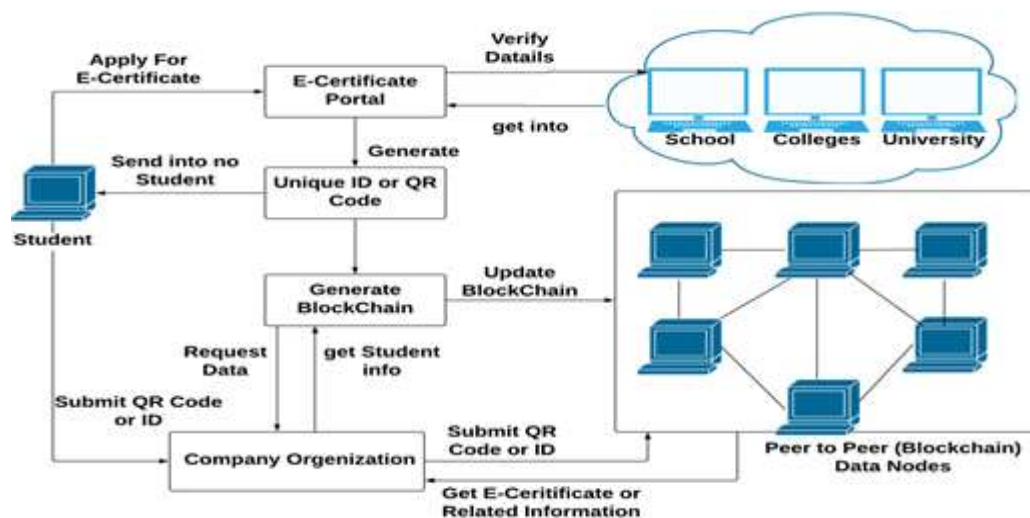 Apply For
E-Certificate
E-Certificate
Portal
Verify
Datails
get into
School
Colleges
University
Generate
Send into no
Student
Unique ID or QR
Code
Student
Generate
BlockChain
Update
BlockChain
Request
Data
get Student
info
Submit QR Code
or ID
Company Orgenization
Submit QR
Code or ID
Peer to Peer (Blockchain)
Data Nodes
Get E-Ceritificate or
Related Information